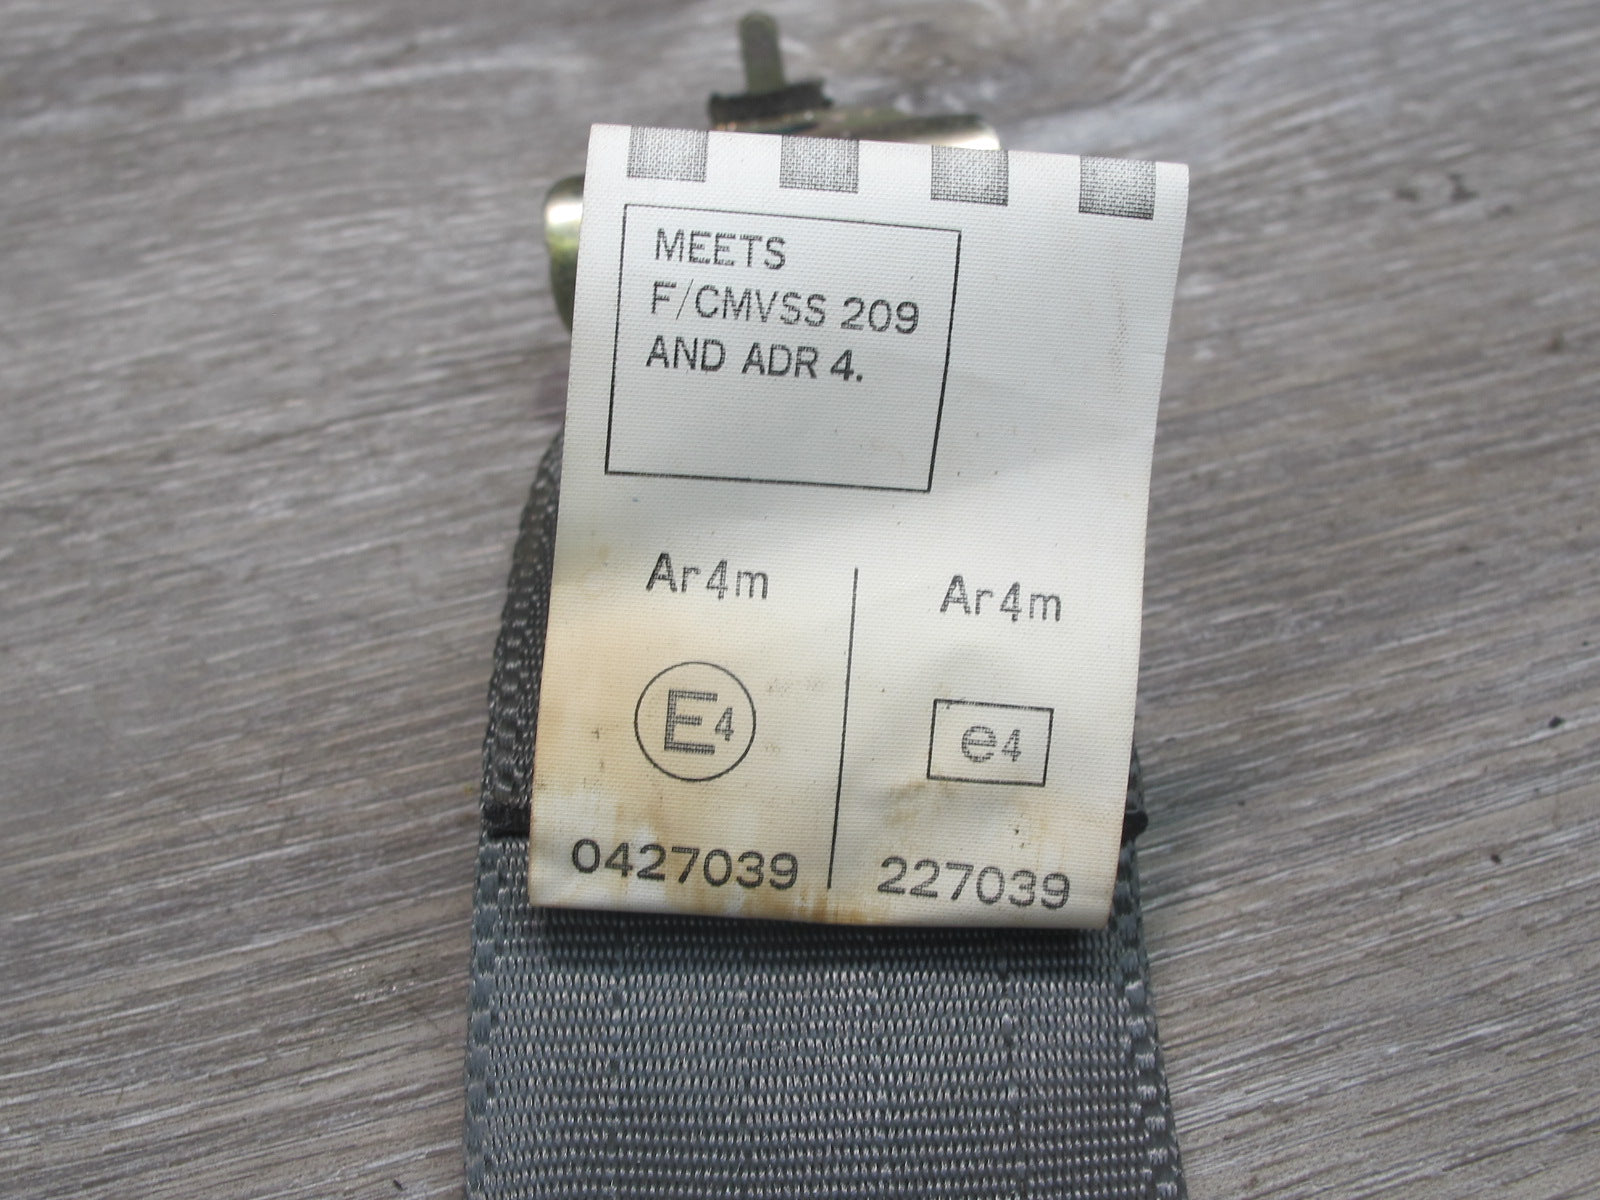 MEETS
F/CMVSS 209
AND ADR 4.
Ar4m
E4
0427039
Ar4m
e4
227039